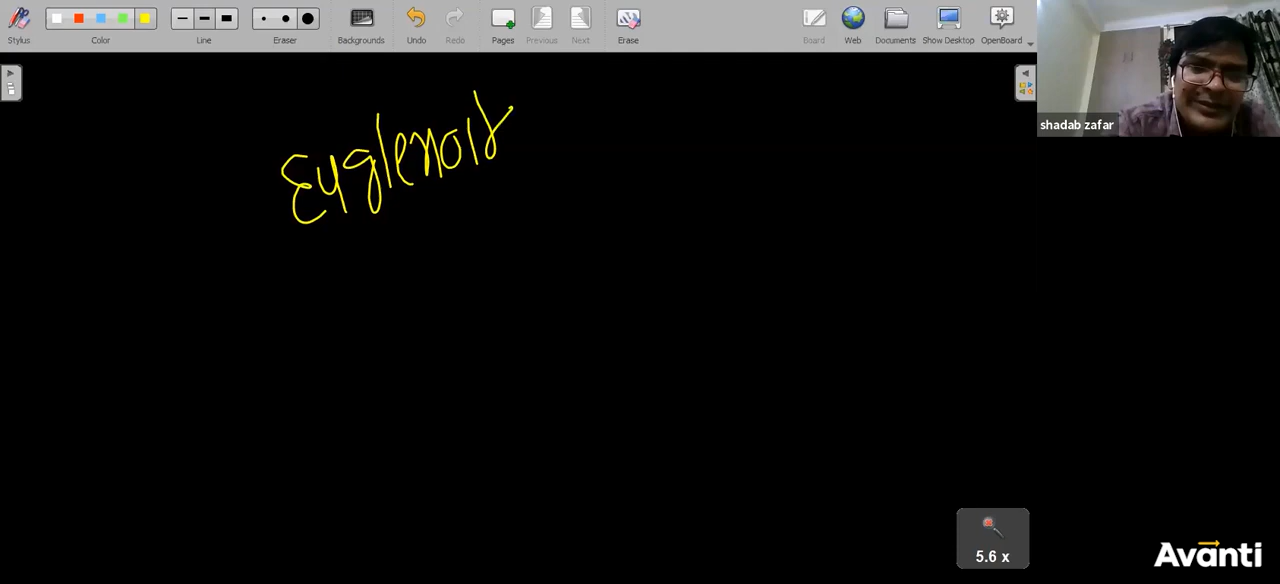 Stylus
Color
Line
Eraser
Backgrounds
Undo
Redo
Pages
Previous
Next
Erase
Board
Web
Documents
Show Desktop
OpenBoard
shadab zafar
Euglenoid
5.6 x
Avanti